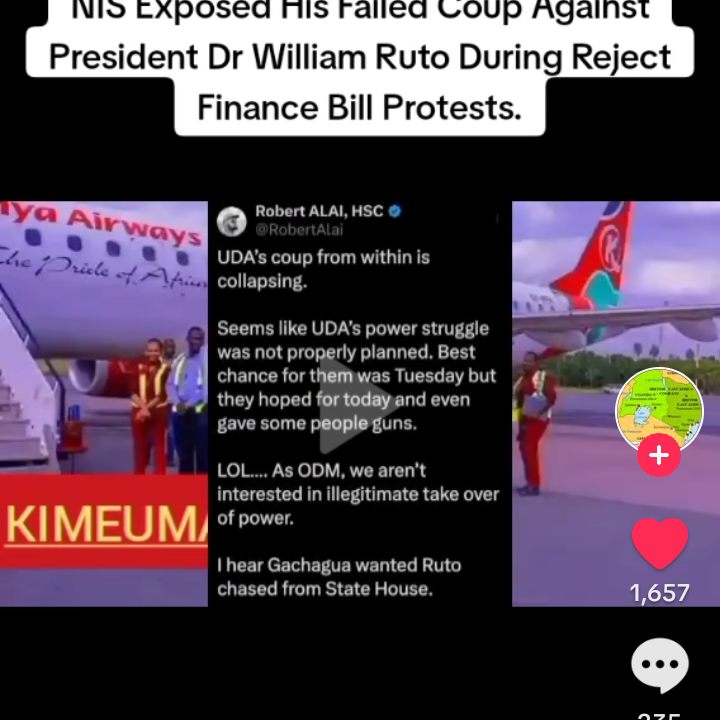 NIS Exposed His Failed Coup Against
President Dr William Ruto During Reject
Finance Bill Protests.
nya Airways
The Pride of Africa
KIMEUMA
Robert ALAI, HSC
@RobertAlai
UDA's coup from within is
collapsing.
Seems like UDA's power struggle
was not properly planned. Best
chance for them was Tuesday but
they hoped for today and even
gave some people guns.
LOL.... As ODM, we aren't
interested in illegitimate take over
of power.
I hear Gachagua wanted Ruto
chased from State House.
1,657